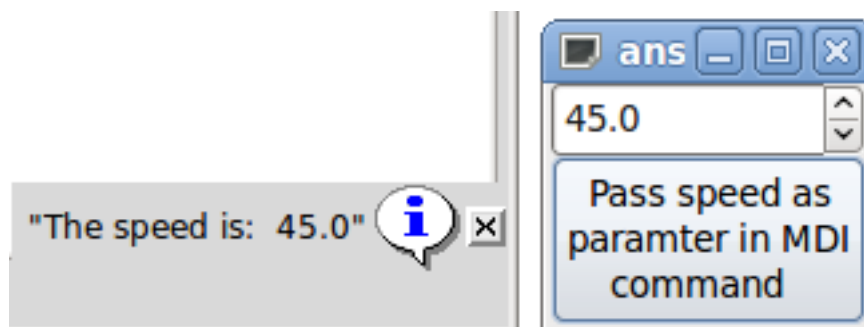 "The speed is:  45.0"
ans
45.0
Pass speed as
paramter in MDI
command